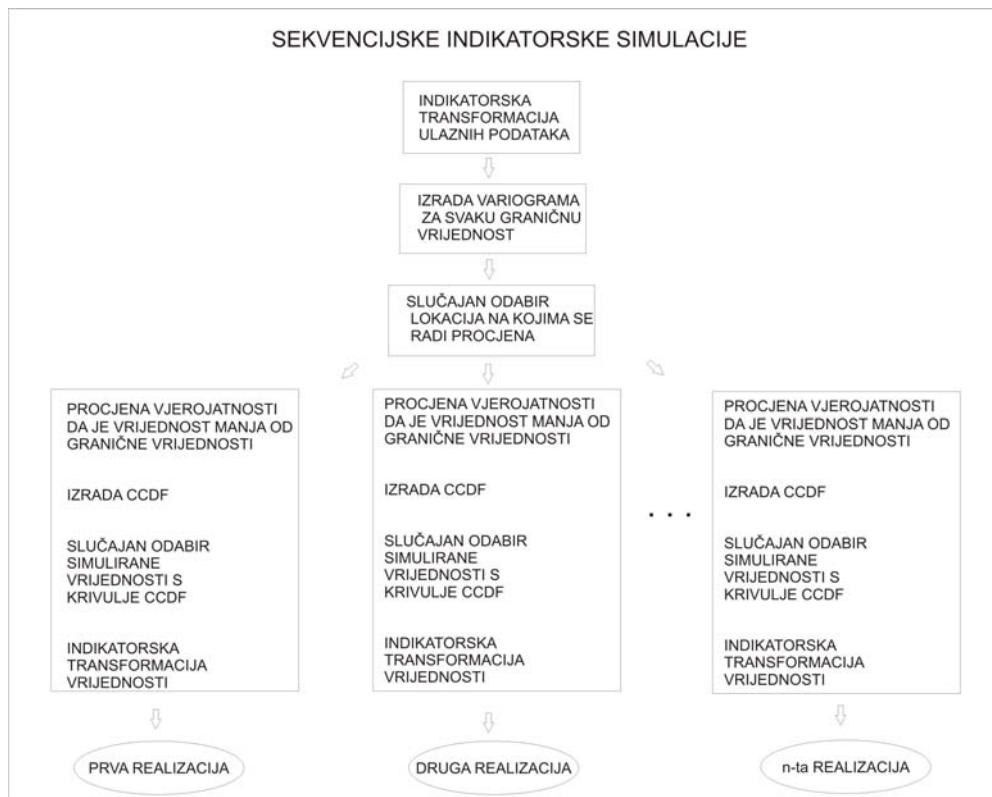 SEKVENCIJSKE INDIKATORSKE SIMULACIJE
INDIKATORSKA
TRANSFORMACIJA
ULAZNIH PODATAKA
IZRADA VARIOGRAMA
ZA SVAKU GRANIČNU
VRIJEDNOST
SLUČAJAN ODABIR
LOKACIJA NA KOJIMA SE
RADI PROCJENA
PROCJENA VJEROJATNOSTI
DA JE VRIJEDNOST MANJA OD
GRANIČNE VRIJEDNOSTI
IZRADA CCDF
SLUČAJAN ODABIR
SIMULIRANE
VRIJEDNOSTI S
KRIVULJE CCDF
INDIKATORSKA
TRANSFORMACIJA
VRIJEDNOSTI
PRVA REALIZACIJA
PROCJENA VJEROJATNOSTI
DA JE VRIJEDNOST MANJA OD
GRANIČNE VRIJEDNOSTI
IZRADA CCDF
SLUČAJAN ODABIR
SIMULIRANE
VRIJEDNOSTI S
KRIVULJE CCDF
INDIKATORSKA
TRANSFORMACIJA
VRIJEDNOSTI
DRUGA REALIZACIJA
. . .
PROCJENA VJEROJATNOSTI
DA JE VRIJEDNOST MANJA OD
GRANIČNE VRIJEDNOSTI
IZRADA CCDF
SLUČAJAN ODABIR
SIMULIRANE
VRIJEDNOSTI S
KRIVULJE CCDF
INDIKATORSKA
TRANSFORMACIJA
VRIJEDNOSTI
n-ta REALIZACIJA